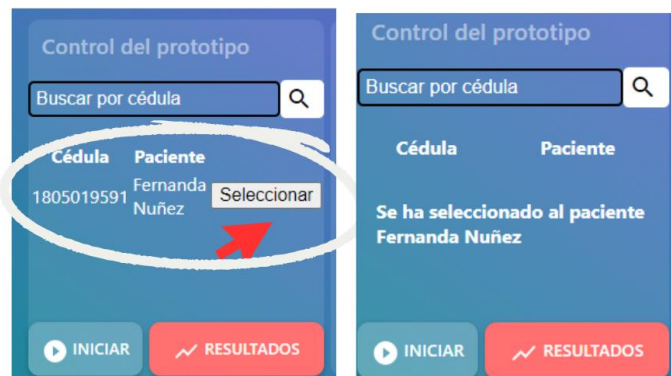 Control del prototipo
Buscar por cédula
Cédula Paciente
1805019591 Fernanda Nuñez Seleccionar
INICIAR RESULTADOS
Control del prototipo
Buscar por cédula
Cédula Paciente
Se ha seleccionado al paciente
Fernanda Nuñez
INICIAR RESULTADOS